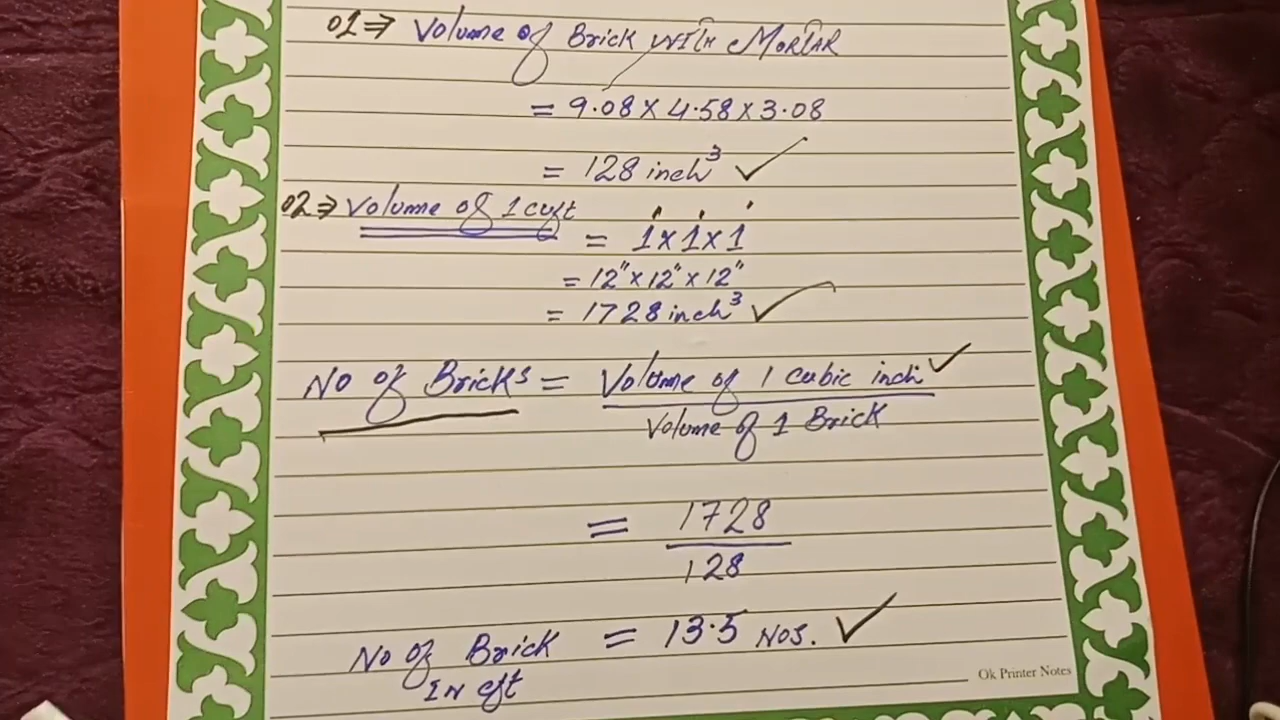 01⇒ Volume of Brick WITH MORTAR
= 9.08 x 4.58 x 3.08
= 128 inch³ ✓
02⇒ Volume of 1 cuft
= 1' x 1' x 1'
= 12" x 12" x 12"
= 1728 inch³ ✓
No of Bricks = Volume of 1 cubic inch ✓
Volume of 1 Brick
= 1728
128
No of Brick = 13.5 Nos. ✓
IN cft
Ok Printer Notes